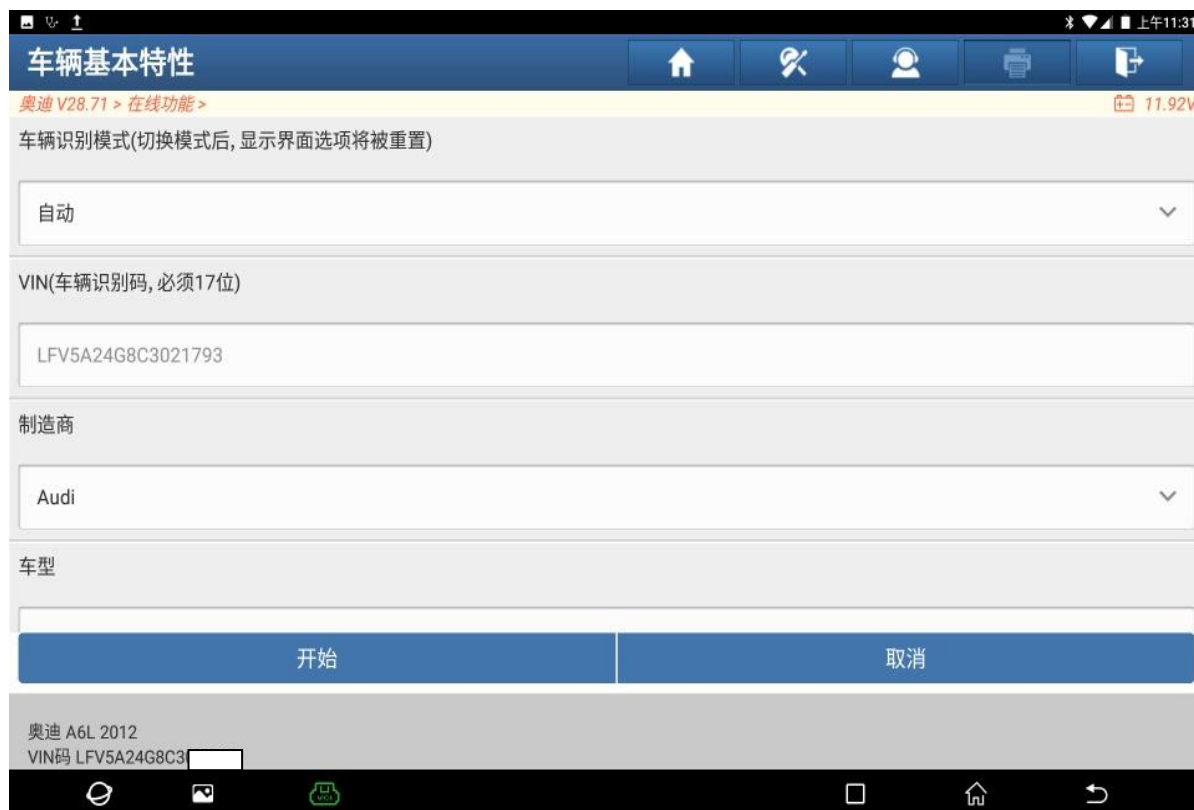 上午11:31
车辆基本特性
奥迪 V28.71 > 在线功能 >
11.92V
车辆识别模式(切换模式后, 显示界面选项将被重置)
自动
VIN(车辆识别码, 必须17位)
LFV5A24G8C3021793
制造商
Audi
车型
开始
取消
奥迪 A6L 2012
VIN码 LFV5A24G8C3
VCI